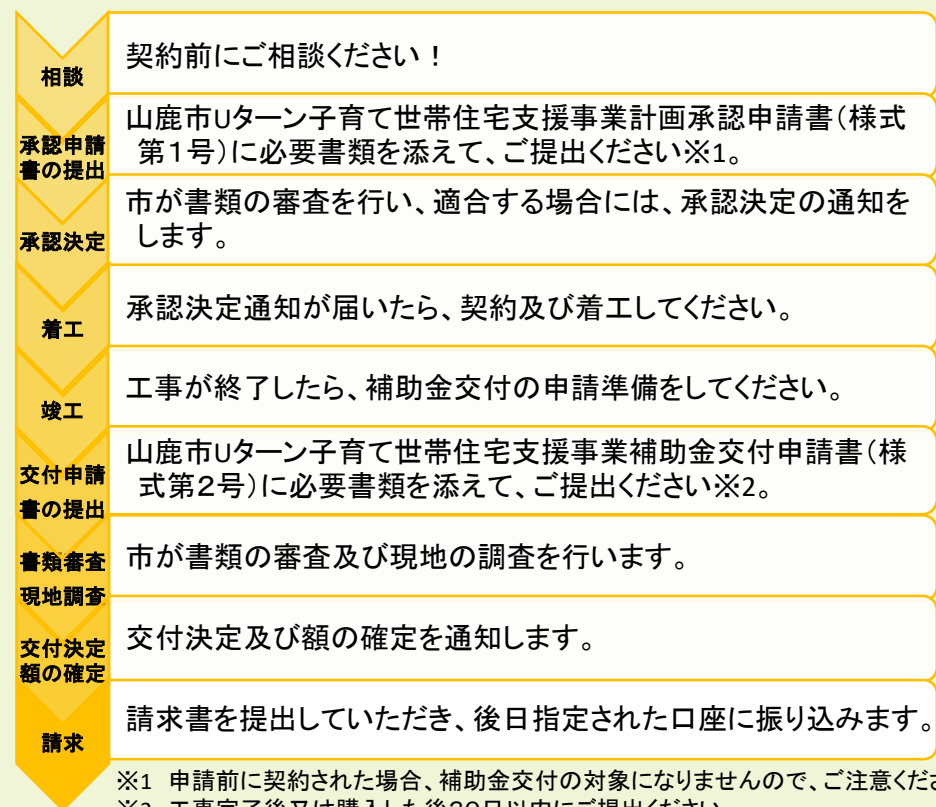 相談
契約前にご相談ください！
承認申請
書の提出
山鹿市Uターン子育て世帯住宅支援事業計画承認申請書（様式
第１号）に必要書類を添えて、ご提出ください※1。
承認決定
市が書類の審査を行い、適合する場合には、承認決定の通知を
します。
着工
承認決定通知が届いたら、契約及び着工してください。
竣工
工事が終了したら、補助金交付の申請準備をしてください。
交付申請
書の提出
山鹿市Uターン子育て世帯住宅支援事業補助金交付申請書（様
式第２号）に必要書類を添えて、ご提出ください※2。
書類審査
現地調査
市が書類の審査及び現地の調査を行います。
交付決定
額の確定
交付決定及び額の確定を通知します。
請求
請求書を提出していただき、後日指定された口座に振り込みます。
※1 申請前に契約された場合、補助金交付の対象になりませんので、ご注意くださ